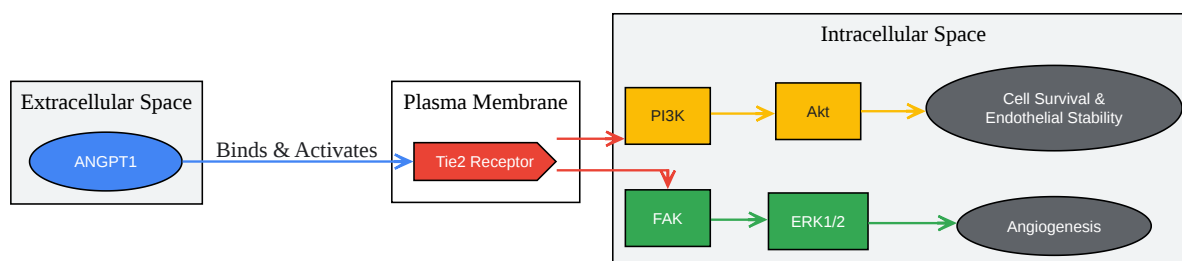 Extracellular Space
ANGPT1
Binds & Activates
Plasma Membrane
Tie2 Receptor
Intracellular Space
PI3K
Akt
Cell Survival &
Endothelial Stability
FAK
ERK1/2
Angiogenesis